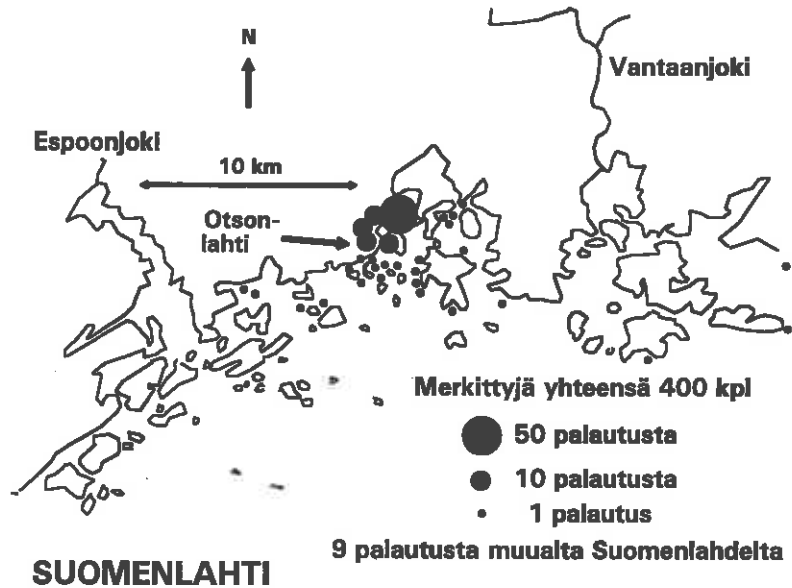 N
Vantaanjoki
Espoonjoki
10 km
Otson-
lahti
Merkittyjä yhteensä 400 kpl
50 palautusta
10 palautusta
1 palautus
9 palautusta muualta Suomenlahdelta
SUOMENLAHTI